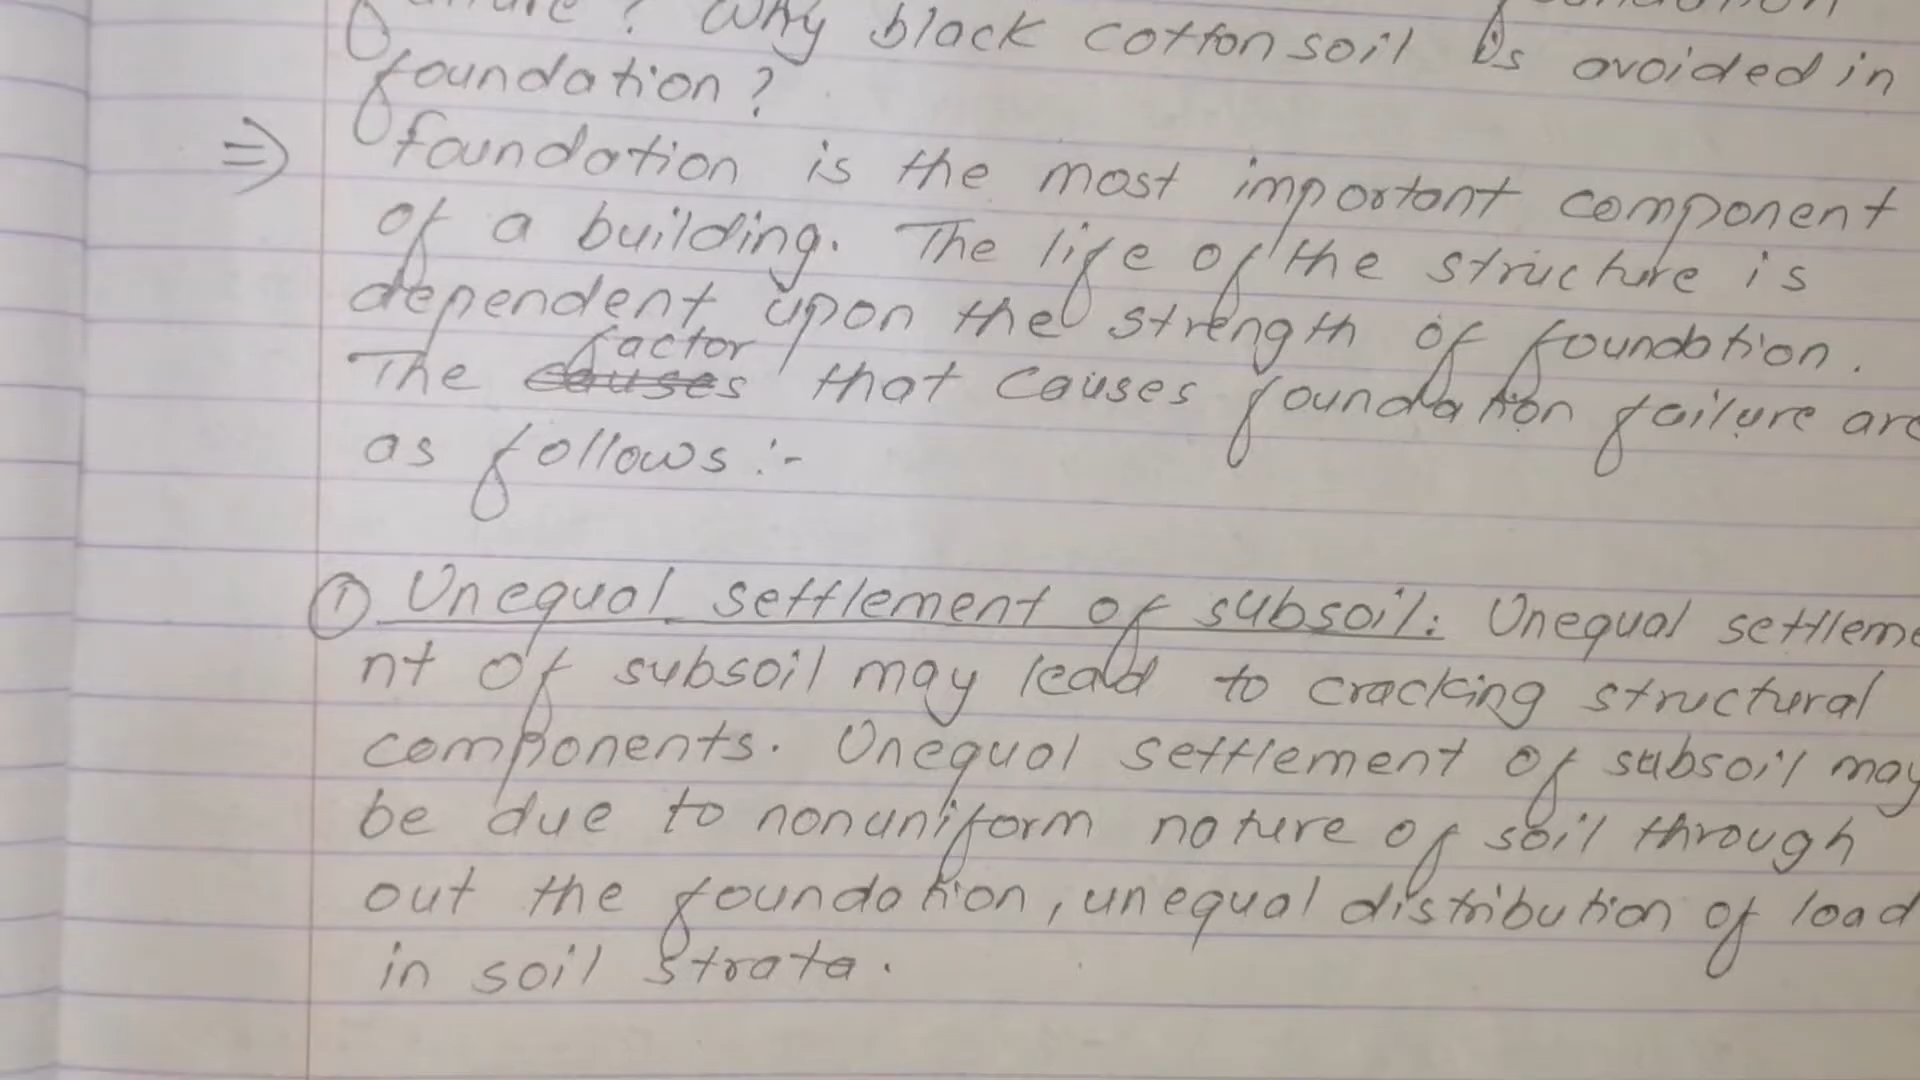 ? Why black cotton soil is avoided in
foundation?
⇒ foundation is the most important component
of a building. The life of the structure is
dependent upon the strength of foundation.
factor
The causes that causes foundation failure are
as follows :-
① Unequal settlement of subsoil: Unequal settleme
nt of subsoil may lead to cracking structural
components. Unequal settlement of subsoil may
be due to nonuniform nature of soil through
out the foundation, unequal distribution of load
in soil strata.